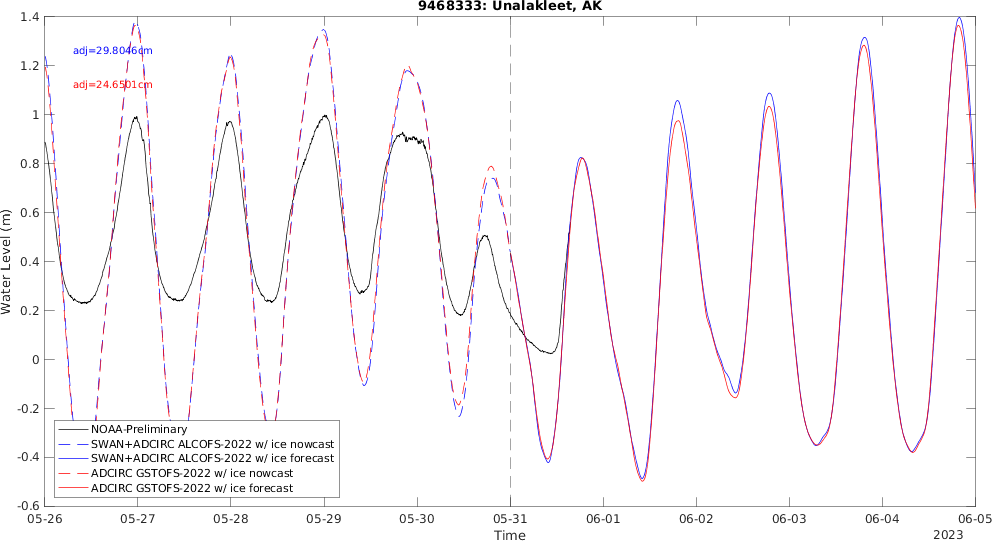 9468333: Unalakleet, AK
1.4
1.2
1
0.8
0.6
0.4
0.2
0
-0.2
-0.4
-0.6
Water Level (m)
adj=29.8046cm
adj=24.6501cm
NOAA-Preliminary
SWAN+ADCIRC ALCOFS-2022 w/ ice nowcast
SWAN+ADCIRC ALCOFS-2022 w/ ice forecast
ADCIRC GSTOFS-2022 w/ ice nowcast
ADCIRC GSTOFS-2022 w/ ice forecast
05-26 05-27 05-28 05-29 05-30 05-31 06-01 06-02 06-03 06-04 06-05
Time
2023